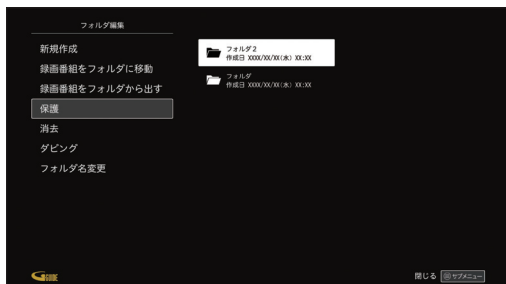 フォルダ編集
新規作成
録画番組をフォルダに移動
録画番組をフォルダから出す
保護
消去
ダビング
フォルダ名変更
フォルダ2
作成日 XXXX/XX/XX(水) XX:XX
フォルダ
作成日 XXXX/XX/XX(水) XX:XX
GGUIDE
閉じる サブメニュー